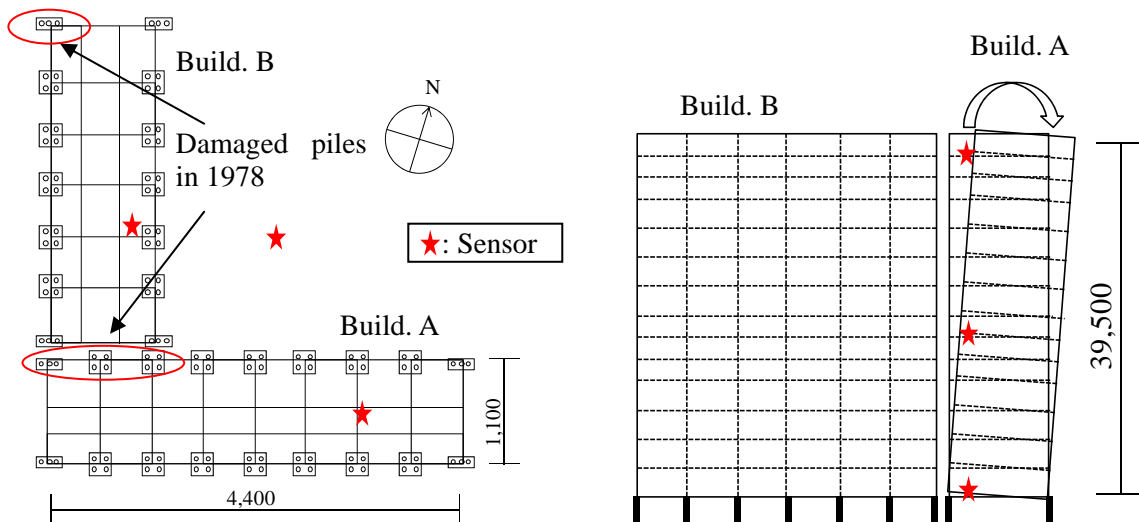 Build. B
N
Damaged piles
in 1978
★: Sensor
Build. A
1,100
4,400
Build. A
Build. B
39,500